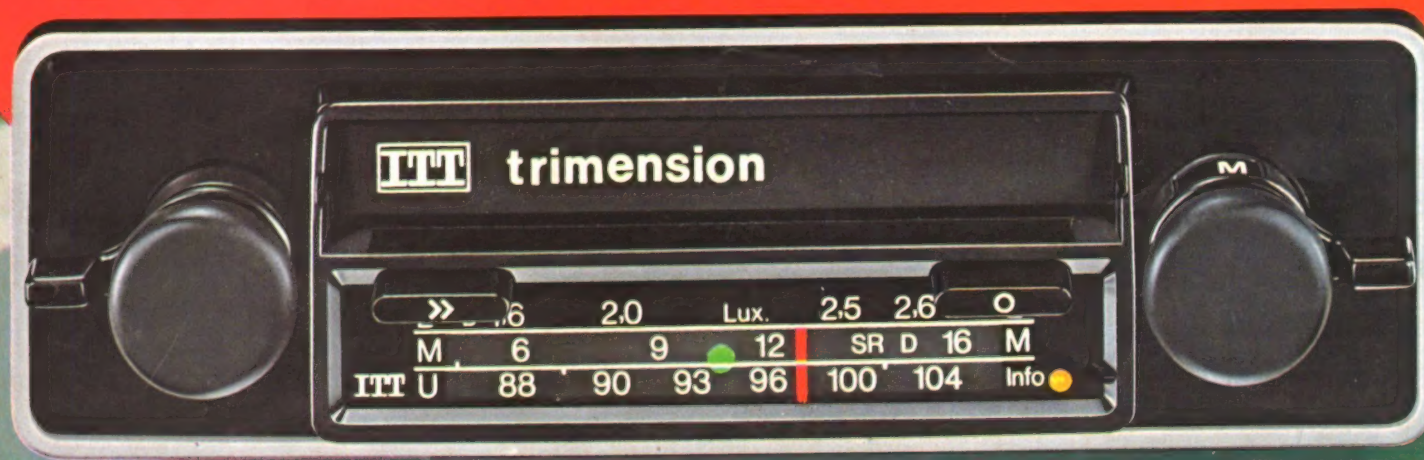 ITT trimension
M
» O
,6 2,0 Lux. 2,5 2,6
M 6 9 12 SR D 16 M
ITT U 88 90 93 96 100 104 Info